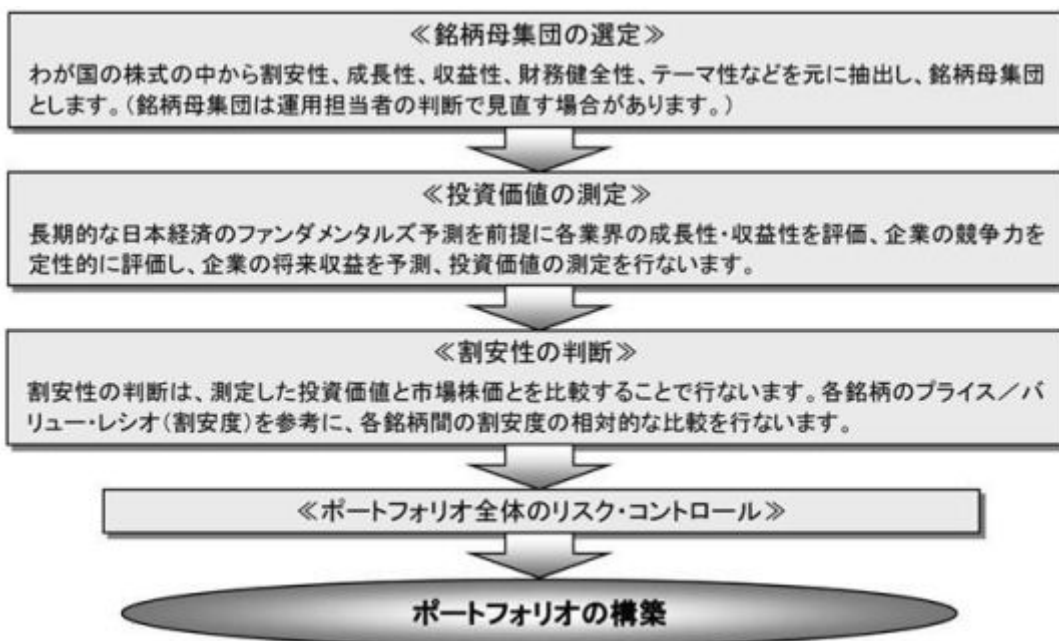 ≪銘柄母集団の選定≫
わが国の株式の中から割安性、成長性、収益性、財務健全性、テーマ性などを元に抽出し、銘柄母集団
とします。(銘柄母集団は運用担当者の判断で見直す場合があります。)
≪投資価値の測定≫
長期的な日本経済のファンダメンタルズ予測を前提に各業界の成長性・収益性を評価、企業の競争力を
定性的に評価し、企業の将来収益を予測、投資価値の測定を行ないます。
≪割安性の判断≫
割安性の判断は、測定した投資価値と市場株価とを比較することで行ないます。各銘柄のプライス／バ
リュー・レシオ(割安度)を参考に、各銘柄間の割安度の相対的な比較を行ないます。
≪ポートフォリオ全体のリスク・コントロール≫
ポートフォリオの構築